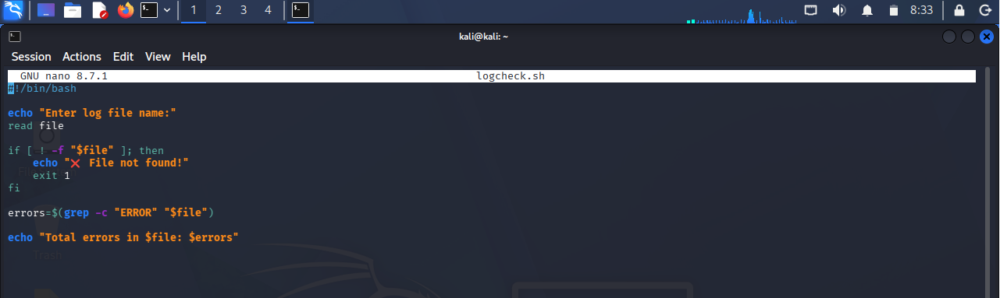 1 2 3 4 8:33
kali@kali: ~
Session Actions Edit View Help
GNU nano 8.7.1 logcheck.sh
#!/bin/bash
echo "Enter log file name:"
read file
if [ ! -f "$file" ]; then
    echo "❌ File not found!"
    exit 1
fi
errors=$(grep -c "ERROR" "$file")
echo "Total errors in $file: $errors"
Trash